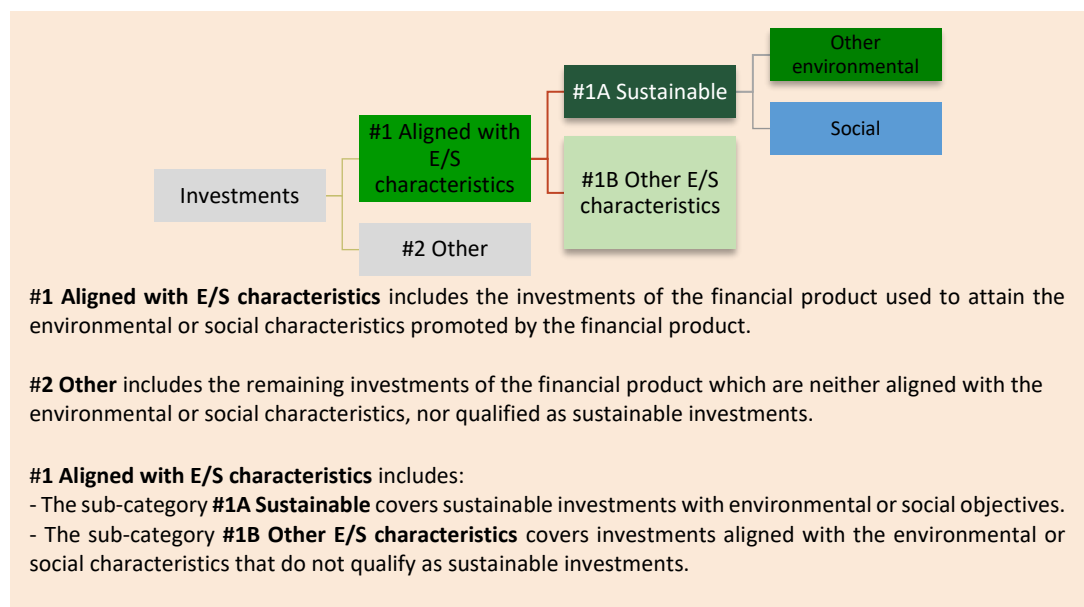 Other
environmental
#1A Sustainable
Social
#1 Aligned with
E/S
characteristics
#1B Other E/S
characteristics
Investments
#2 Other
#1 Aligned with E/S characteristics includes the investments of the financial product used to attain the
environmental or social characteristics promoted by the financial product.
#2 Other includes the remaining investments of the financial product which are neither aligned with the
environmental or social characteristics, nor qualified as sustainable investments.
#1 Aligned with E/S characteristics includes:
- The sub-category #1A Sustainable covers sustainable investments with environmental or social objectives.
- The sub-category #1B Other E/S characteristics covers investments aligned with the environmental or
social characteristics that do not qualify as sustainable investments.